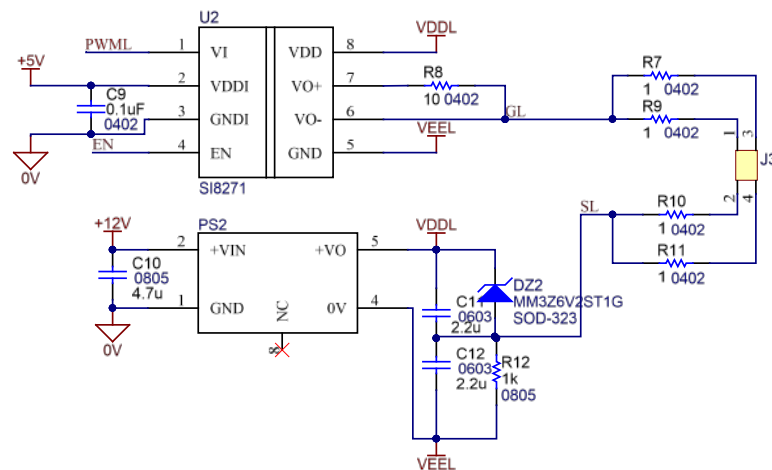 U2
PWML
1
VI
VDD
8
VDDL
+5V
2
VDDI
VO+
7
R8
10 0402
C9
0.1uF
0402
3
GNDI
VO-
6
GL
EN
4
EN
GND
5
VEEL
0V
SI8271
R7
1 0402
R9
1 0402
1
3
J3
2
4
SL
R10
1 0402
R11
1 0402
+12V
PS2
VDDL
2
+VIN
+VO
5
C10
0805
4.7u
1
GND
NC
0V
4
8
0V
DZ2
MM3Z6V2ST1G
SOD-323
C11
0603
2.2u
C12
0603
2.2u
R12
1k
0805
VEEL